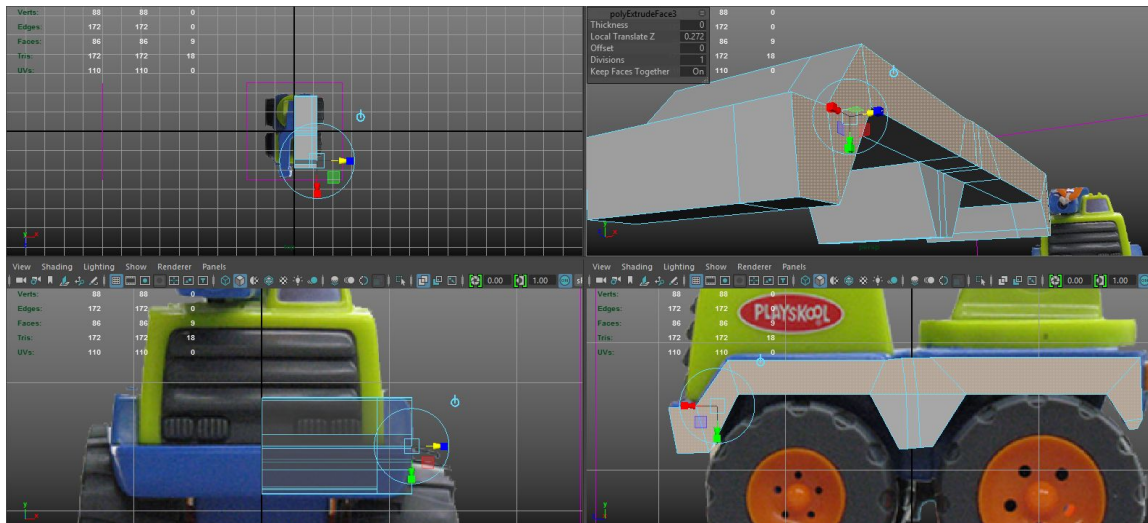 Verts: 88 88 0
Edges: 172 172 0
Faces: 86 86 9
Tris: 172 172 18
UVs: 110 110 0
polyExtrudeFace3
Thickness 0
Local Translate Z 0.272
Offset 0
Divisions 1
Keep Faces Together On
88 0
172 0
86 9
172 18
110 0
View Shading Lighting Show Renderer Panels
0.00 1.00
Verts: 88 88 0
Edges: 172 172 0
Faces: 86 86 9
Tris: 172 172 18
UVs: 110 110 0
View Shading Lighting Show Renderer Panels
0.00 1.00
Verts: 88 88 0
Edges: 172 172 0
Faces: 86 86 9
Tris: 172 172 18
UVs: 110 110 0
PLAYSKOOL